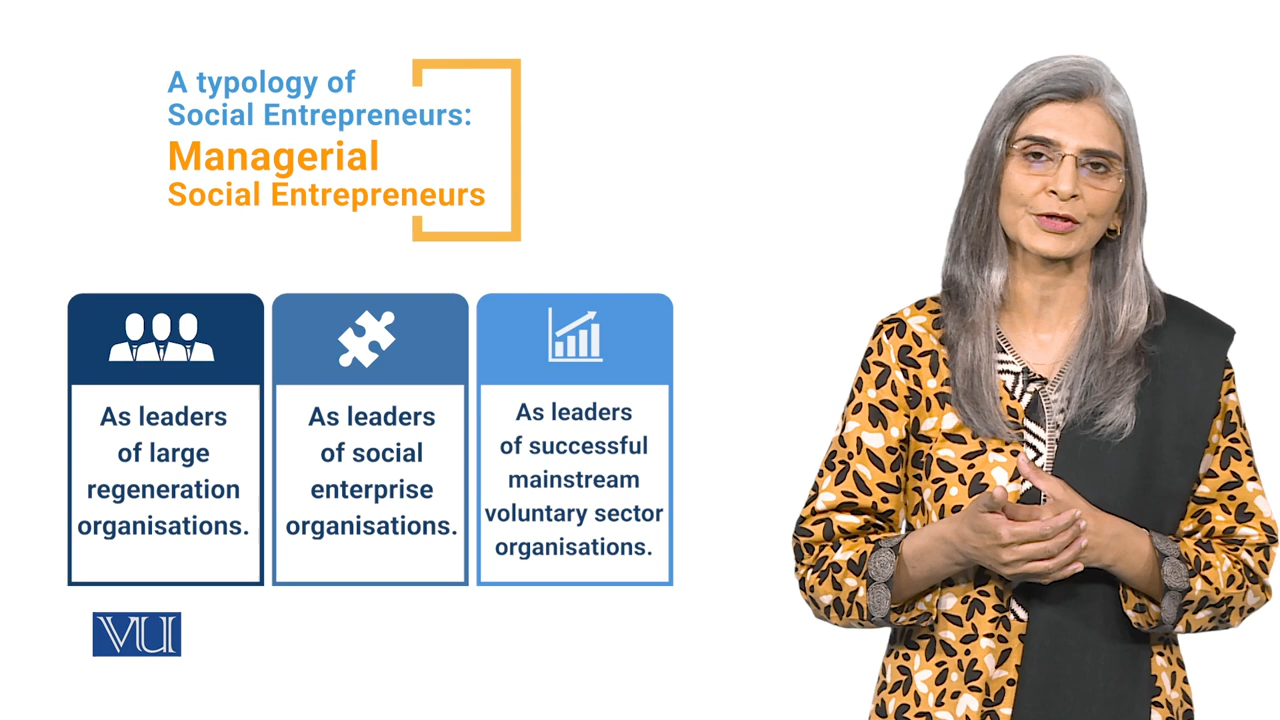 A typology of
Social Entrepreneurs:
Managerial
Social Entrepreneurs
As leaders
of large
regeneration
organisations.
As leaders
of social
enterprise
organisations.
As leaders
of successful
mainstream
voluntary sector
organisations.
VU